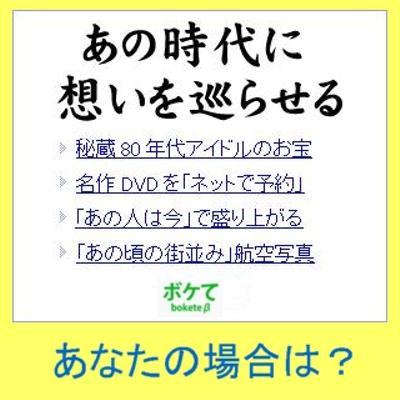 あの時代に
想いを巡らせる
秘蔵80年代アイドルのお宝
名作DVDを「ネットで予約」
「あの人は今」で盛り上がる
「あの頃の街並み」航空写真
ボケて
bokete β
あなたの場合は？